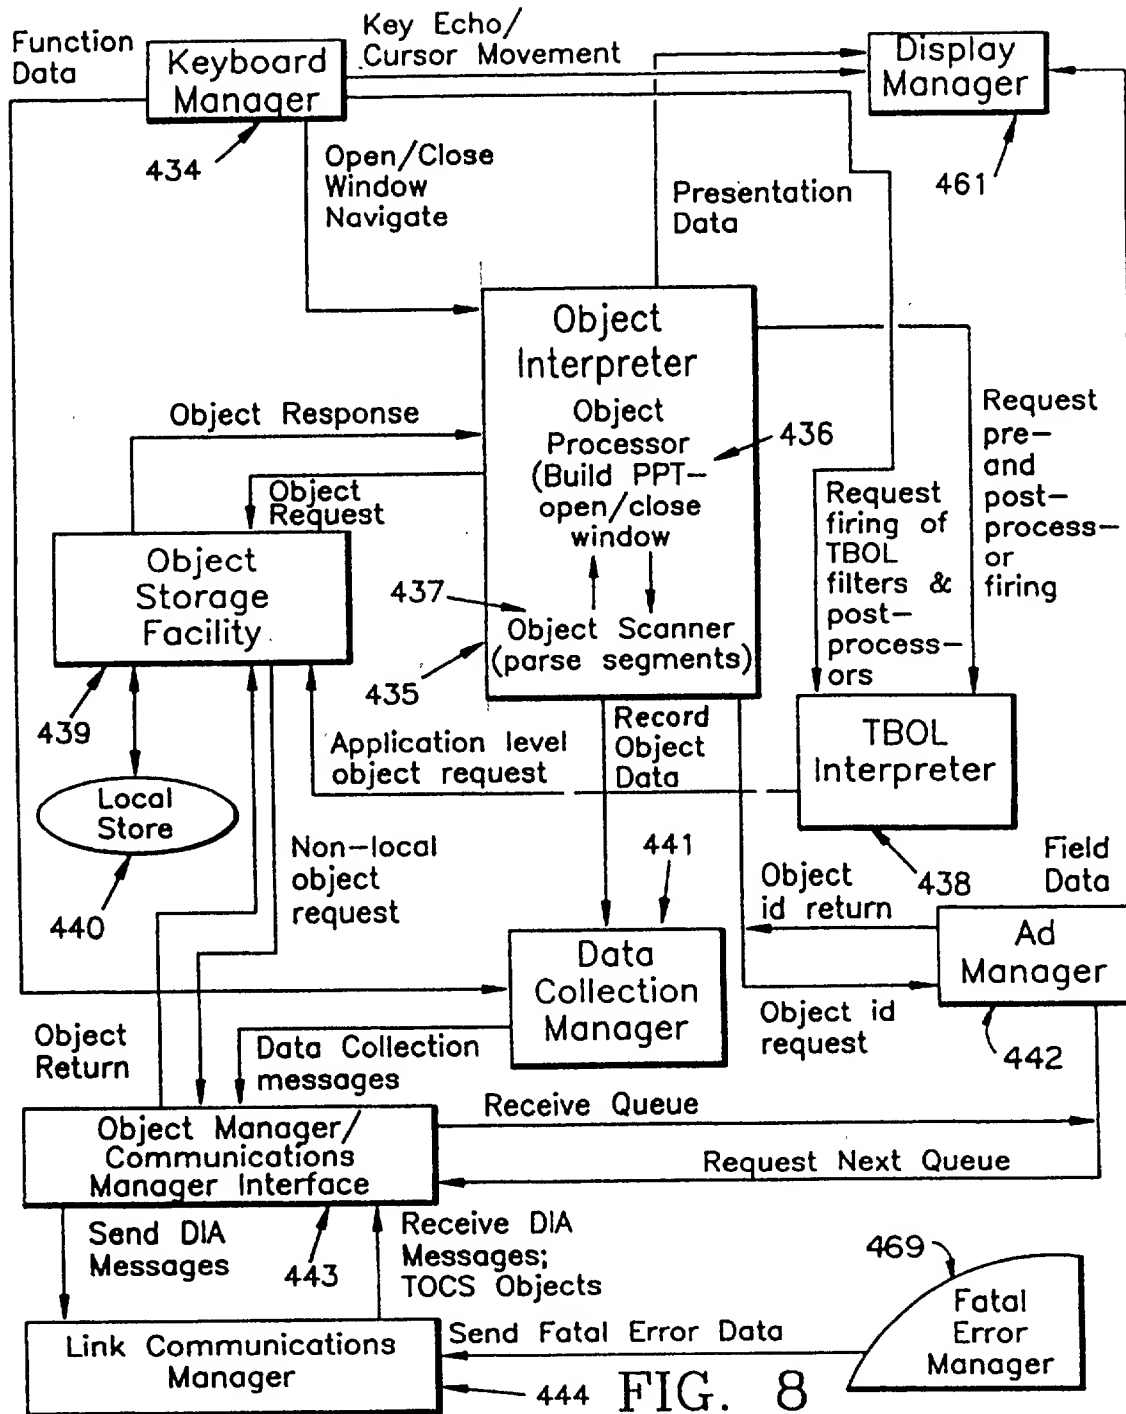 Function
Data
Keyboard
Manager
434
Key Echo/
Cursor Movement
Display
Manager
461
Open/Close
Window
Navigate
Presentation
Data
Object
Interpreter
Object
Processor
(Build PPT-
open/close
window
436
437
Object Scanner
(parse segments)
435
Object Response
Object
Request
Object
Storage
Facility
439
Local
Store
440
Request
firing of
TBOL
filters &
post-
process-
ors
Request
pre-
and
post-
process-
or
firing
Application level
object request
Record
Object
Data
TBOL
Interpreter
438
Non-local
object
request
441
Object
id return
Field
Data
Data
Collection
Manager
Ad
Manager
442
Object id
request
Object
Return
Data Collection
messages
Receive Queue
Object Manager/
Communications
Manager Interface
Request Next Queue
Send DIA
Messages
443
Receive DIA
Messages;
TOCS Objects
469
Fatal
Error
Manager
Link Communications
Manager
Send Fatal Error Data
444
FIG. 8